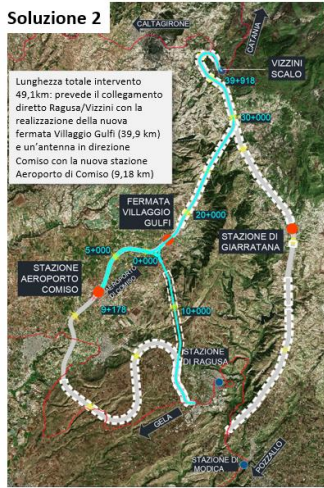 Soluzione 2
CALTAGIRONE
CATANIA
VIZZINI
SCALO
39+918
Lunghezza totale intervento
49,1km: prevede il collegamento
diretto Ragusa/Vizzini con la
realizzazione della nuova
fermata Villaggio Gulfi (39,9 km)
e un'antenna in direzione
Comiso con la nuova stazione
Aeroporto di Comiso (9,18 km)
30+000
FERMATA
VILLAGGIO
GULFI
20+000
STAZIONE DI
GIARRATANA
5+000
0+000
STAZIONE
AEROPORTO
COMISO
AEROPORTO
DI COMISO
9+178
10+000
STAZIONE
DI RAGUSA
GELA
STAZIONE DI
MODICA
POZZALLO